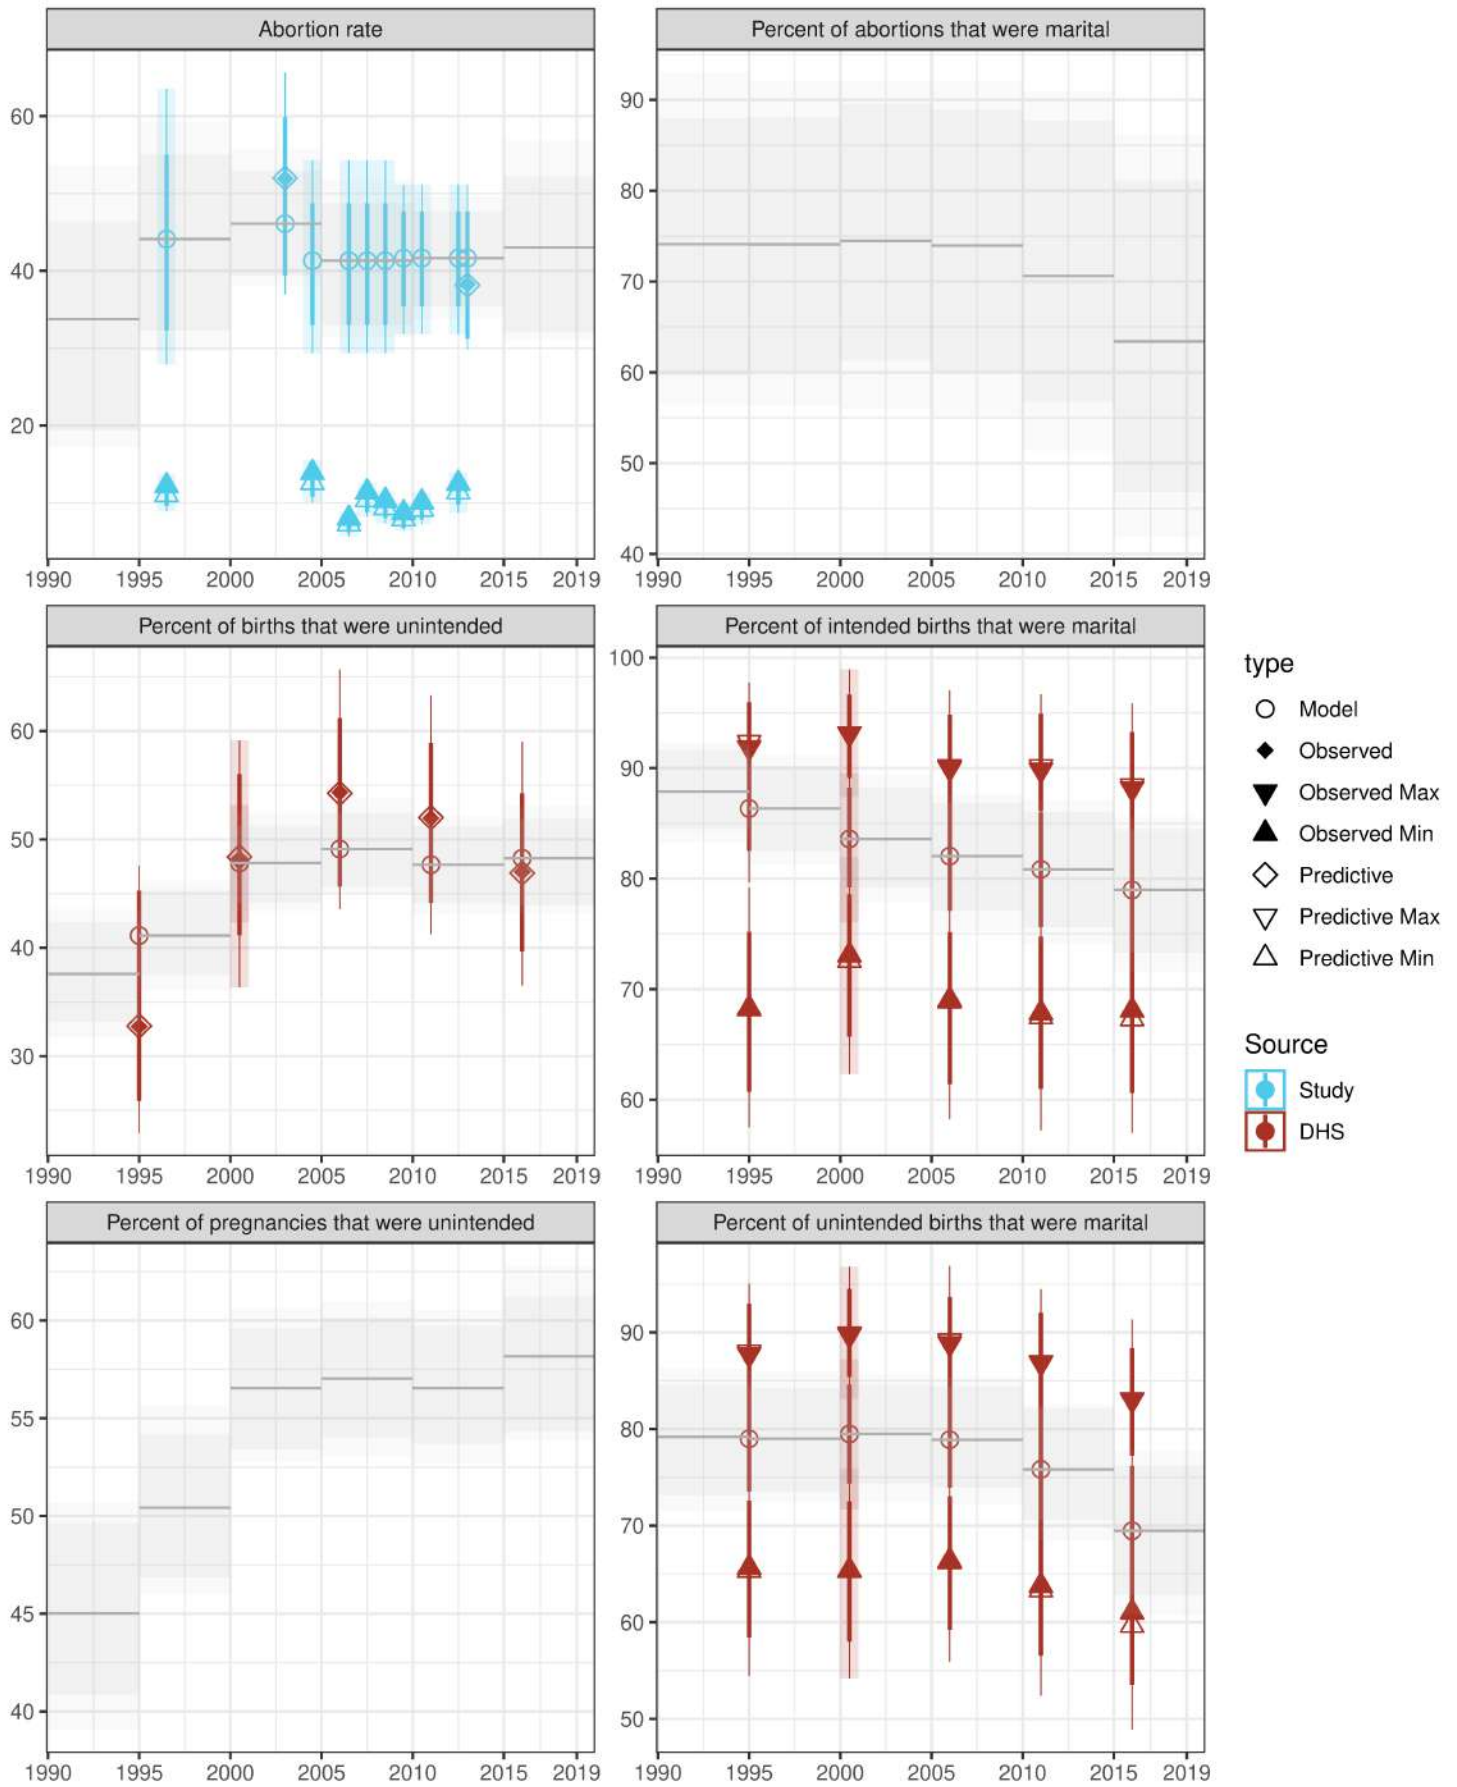 Abortion rate
Percent of abortions that were marital
60
40
20
90
80
70
60
50
40
1990 1995 2000 2005 2010 2015 2019
1990 1995 2000 2005 2010 2015 2019
Percent of births that were unintended
Percent of intended births that were marital
60
50
40
30
100
90
80
70
60
1990 1995 2000 2005 2010 2015 2019
1990 1995 2000 2005 2010 2015 2019
Percent of pregnancies that were unintended
Percent of unintended births that were marital
60
55
50
45
40
90
80
70
60
50
1990 1995 2000 2005 2010 2015 2019
1990 1995 2000 2005 2010 2015 2019
type
Model
Observed
Observed Max
Observed Min
Predictive
Predictive Max
Predictive Min
Source
Study
DHS